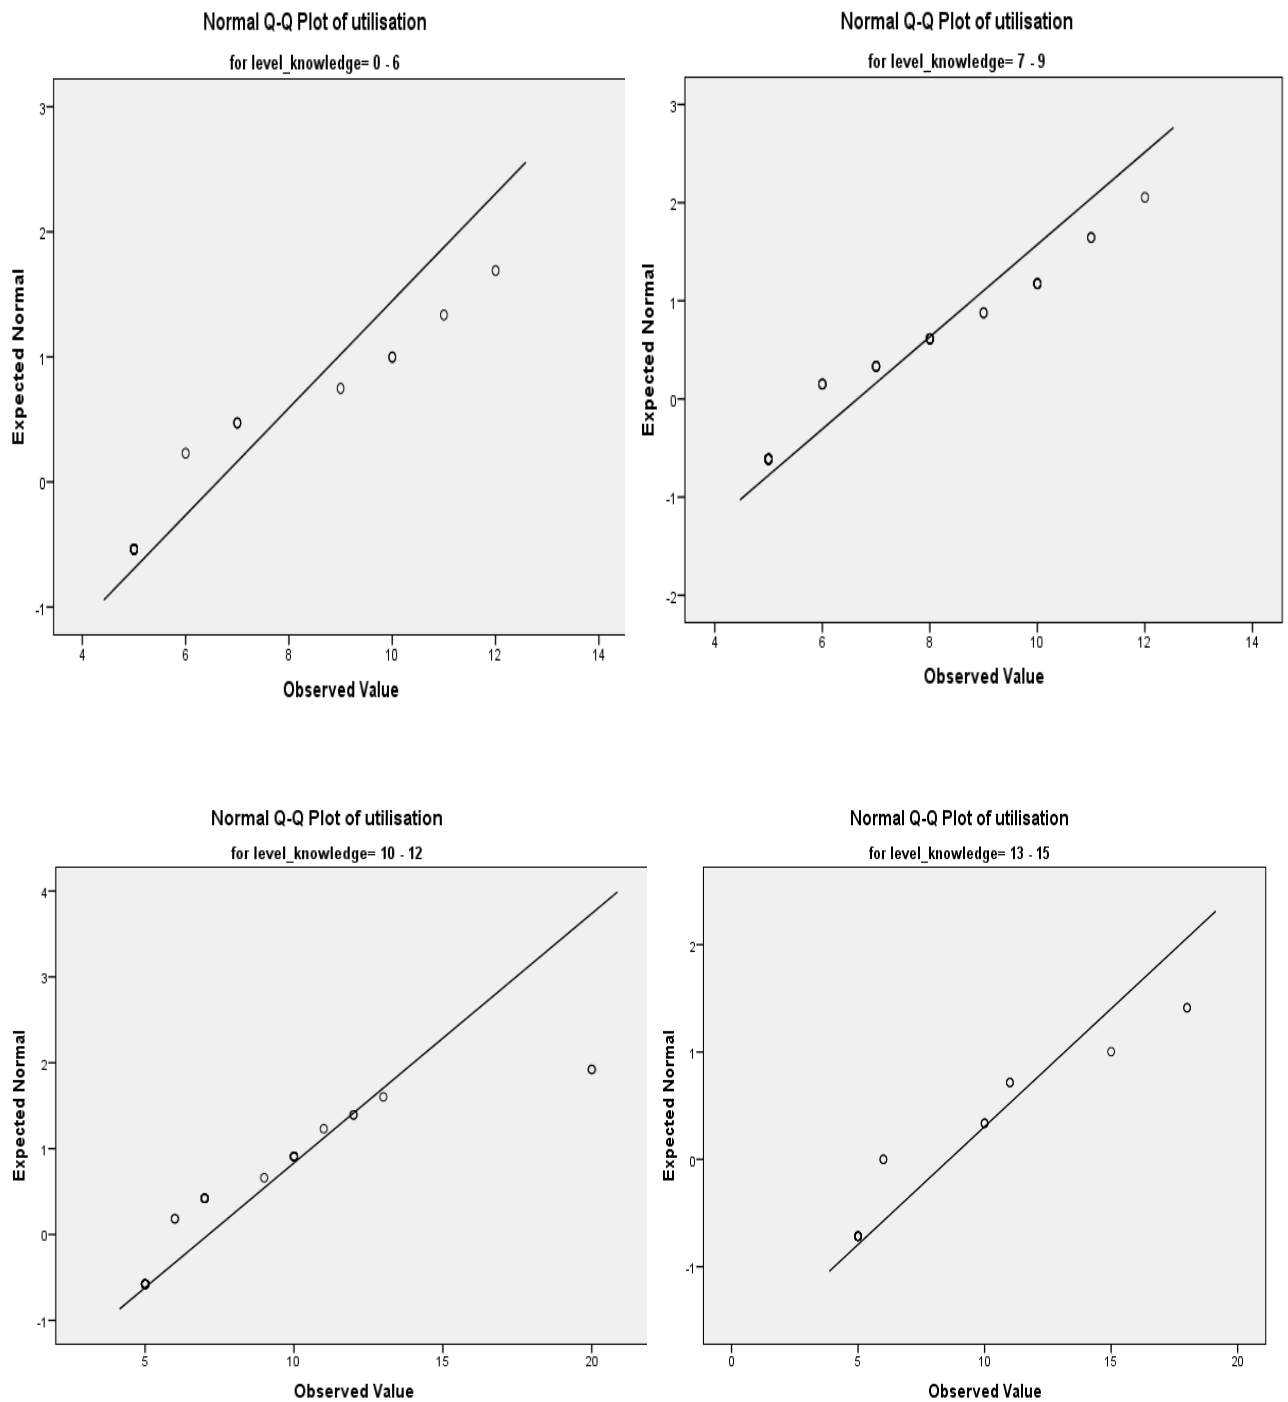 Normal Q-Q Plot of utilisation
for level_knowledge= 0 - 6
Expected Normal
3
2
1
0
-1
4 6 8 10 12 14
Observed Value
Normal Q-Q Plot of utilisation
for level_knowledge= 7 - 9
Expected Normal
3
2
1
0
-1
-2
4 6 8 10 12 14
Observed Value
Normal Q-Q Plot of utilisation
for level_knowledge= 10 - 12
Expected Normal
4
3
2
1
0
-1
5 10 15 20
Observed Value
Normal Q-Q Plot of utilisation
for level_knowledge= 13 - 15
Expected Normal
2
1
0
-1
0 5 10 15 20
Observed Value